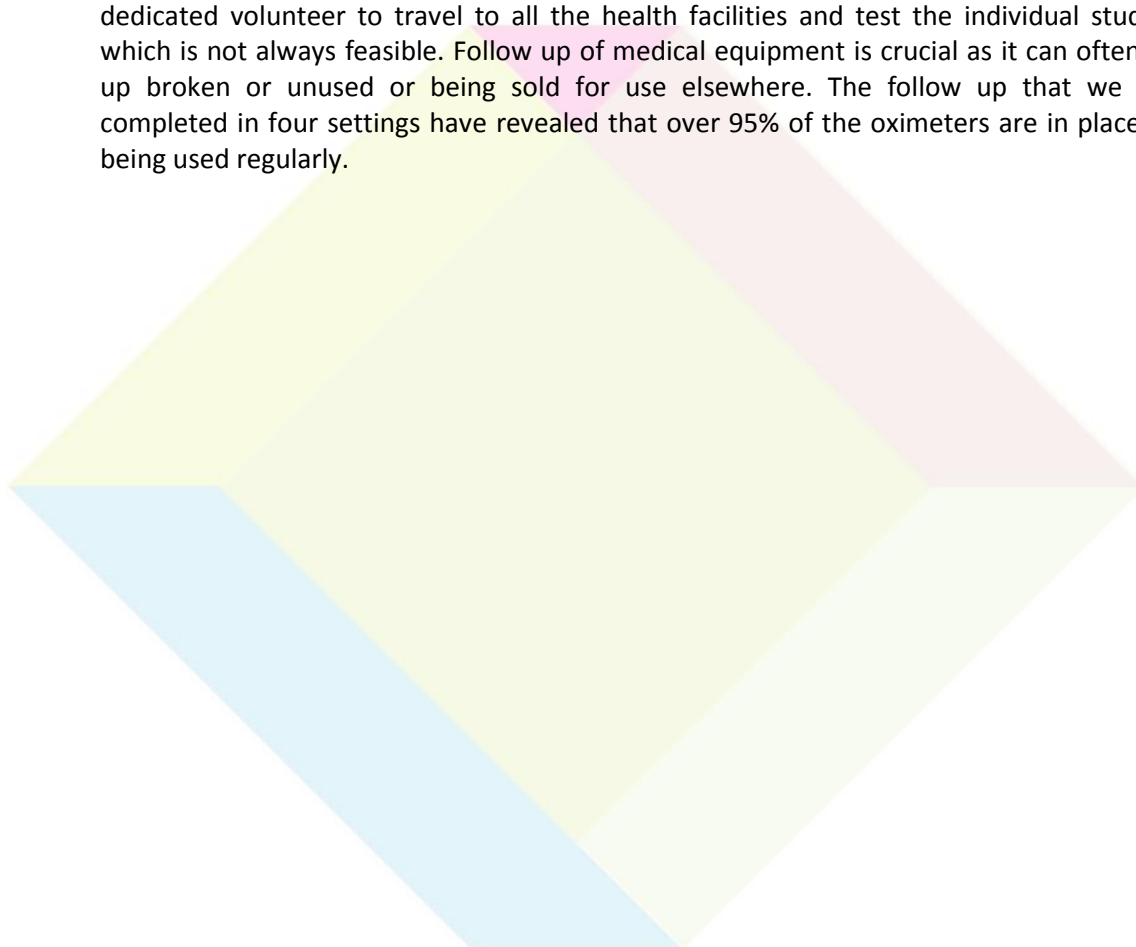 dedicated volunteer to travel to all the health facilities and test the individual stud
which is not always feasible. Follow up of medical equipment is crucial as it can often
up broken or unused or being sold for use elsewhere. The follow up that we
completed in four settings have revealed that over 95% of the oximeters are in place
being used regularly.